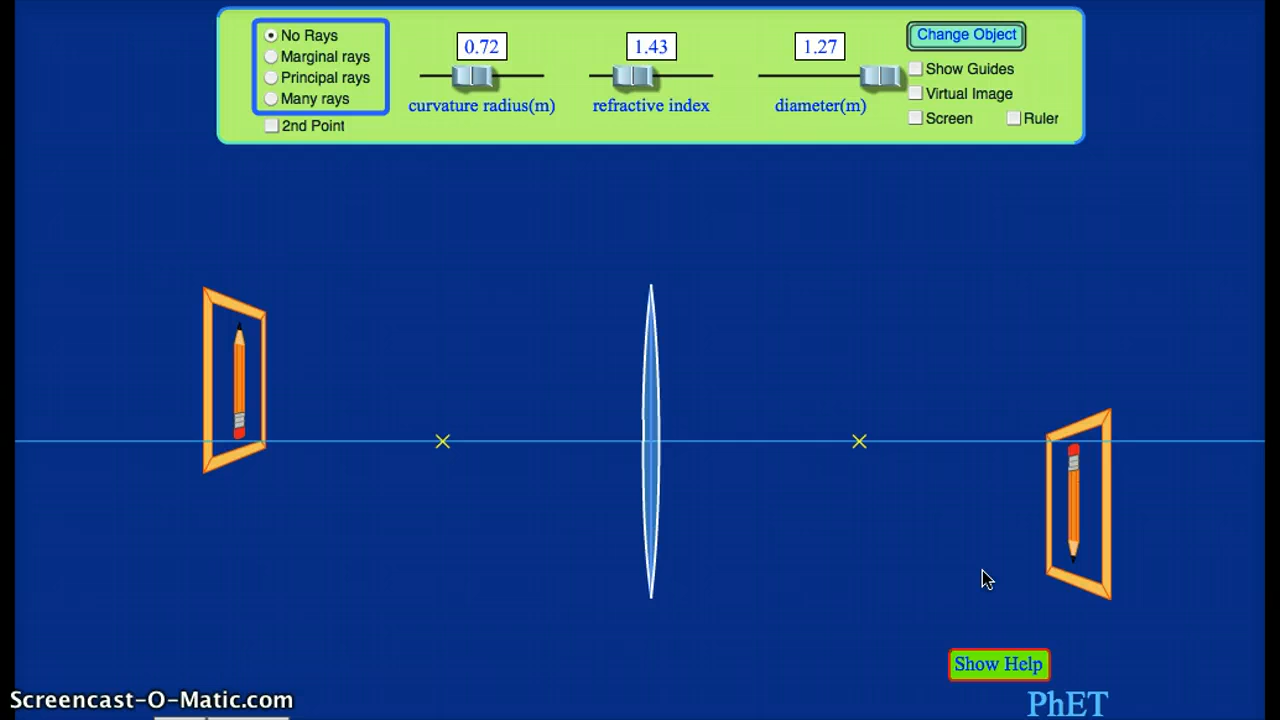 No Rays
Marginal rays
Principal rays
Many rays
2nd Point
0.72
curvature radius(m)
1.43
refractive index
1.27
diameter(m)
Change Object
Show Guides
Virtual Image
Screen
Ruler
Show Help
PhET
Screencast-O-Matic.com